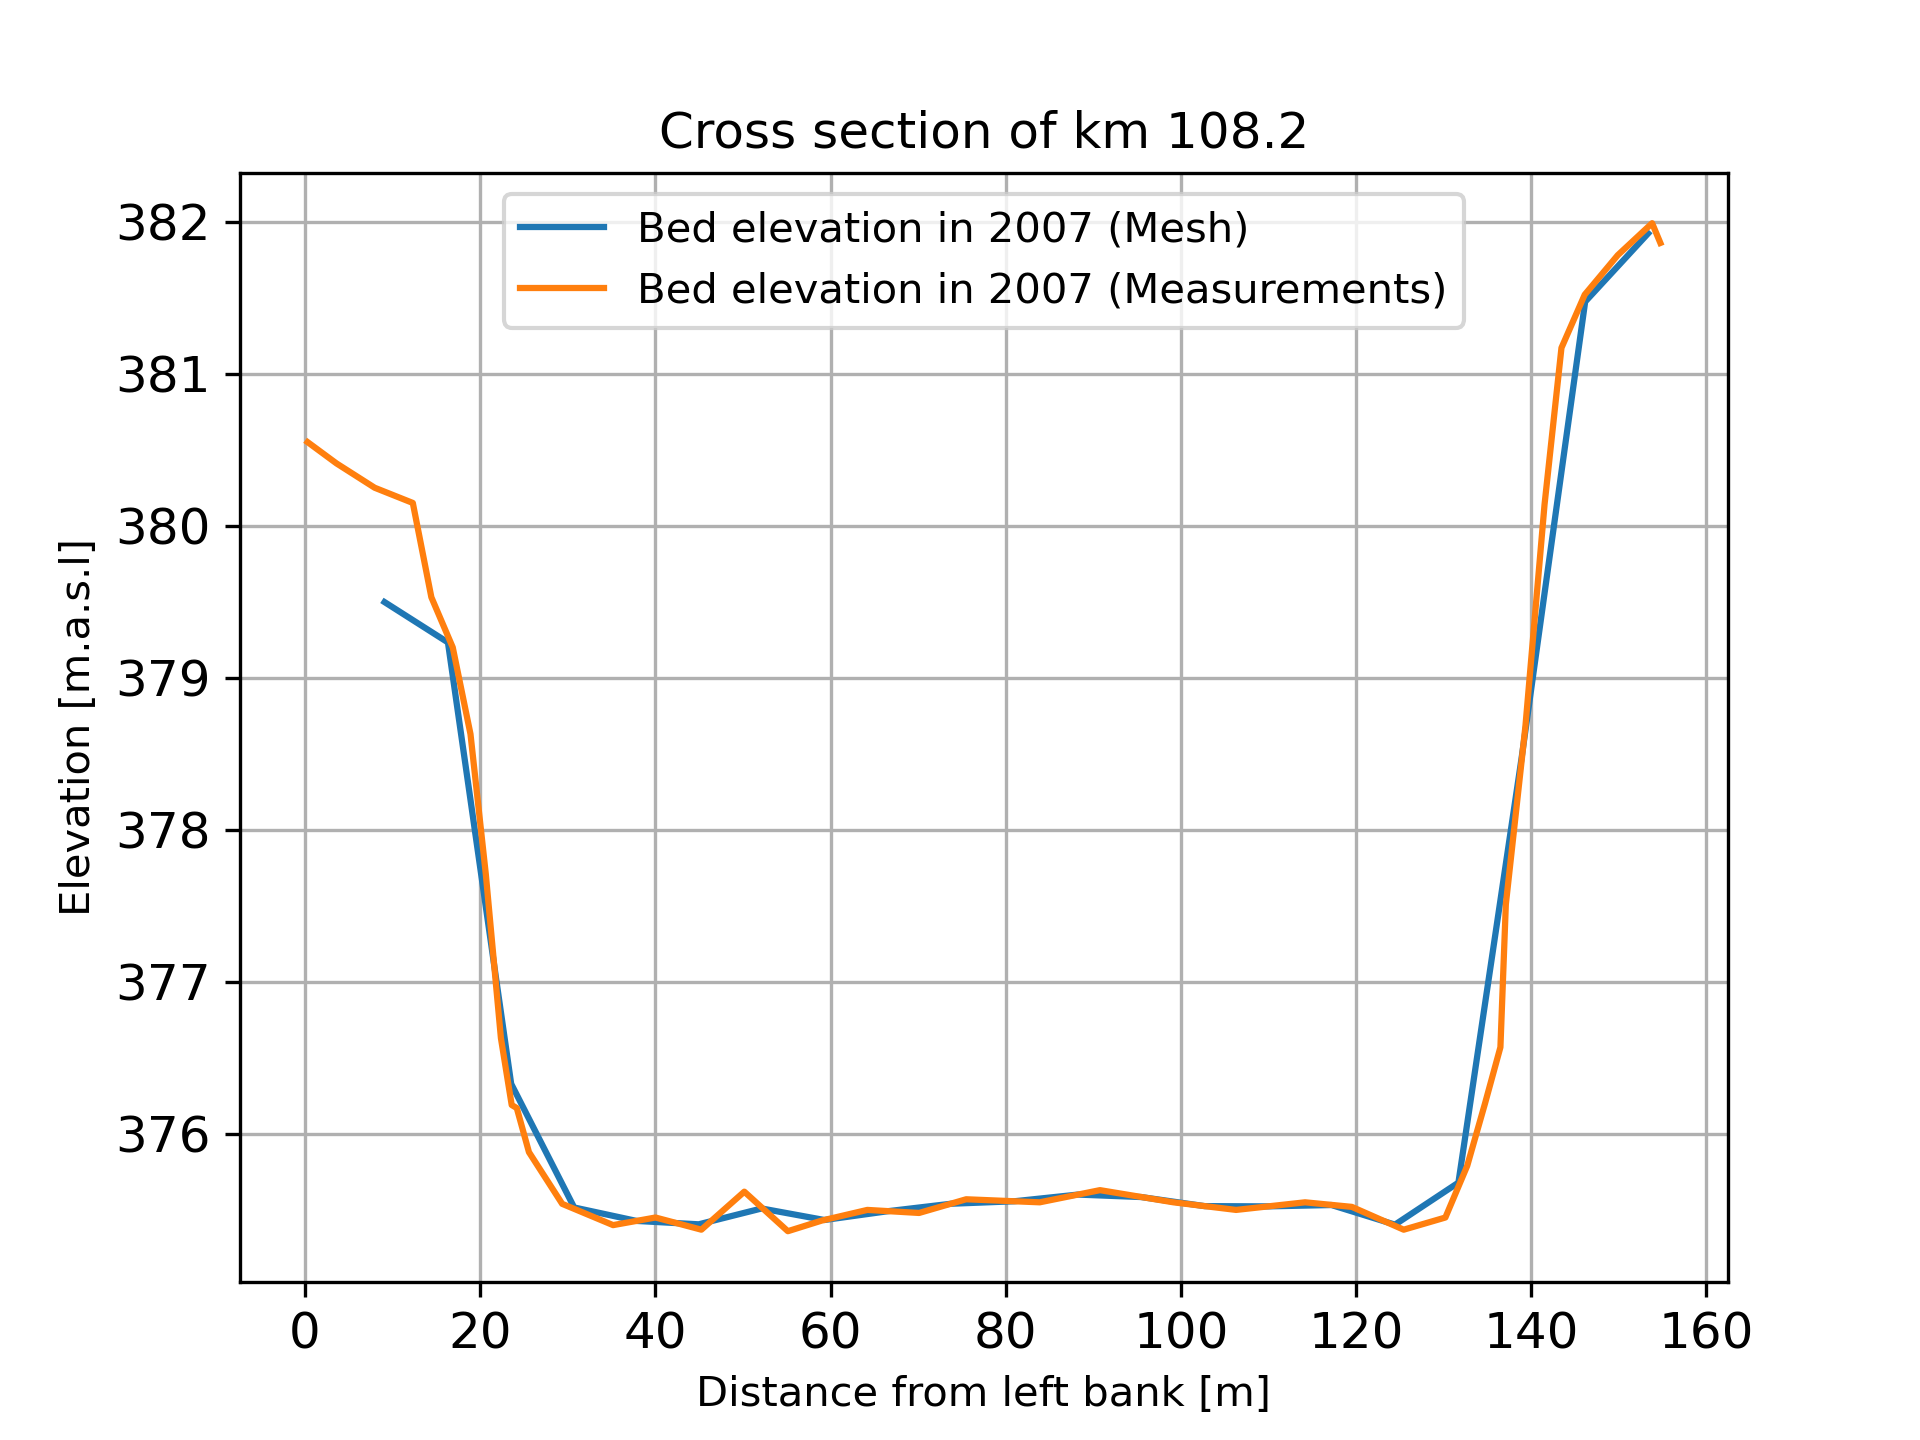 Cross section of km 108.2
Bed elevation in 2007 (Mesh)
Bed elevation in 2007 (Measurements)
Elevation [m.a.s.l]
382
381
380
379
378
377
376
0 20 40 60 80 100 120 140 160
Distance from left bank [m]